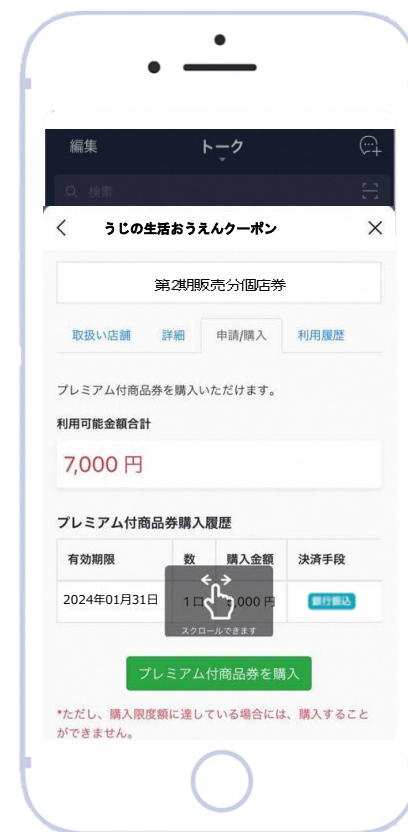 編集 トーク
検索
うじの生活おうえんクーポン
第2期販売分個店券
取扱い店舗 詳細 申請/購入 利用履歴
プレミアム付商品券を購入いただけます。
利用可能金額合計
7,000 円
プレミアム付商品券購入履歴
有効期限 数 購入金額 決済手段
2024年01月31日 1口 ,000 円 銀行振込
スクロールできます
プレミアム付商品券を購入
*ただし、購入限度額に達している場合には、購入すること
ができません。